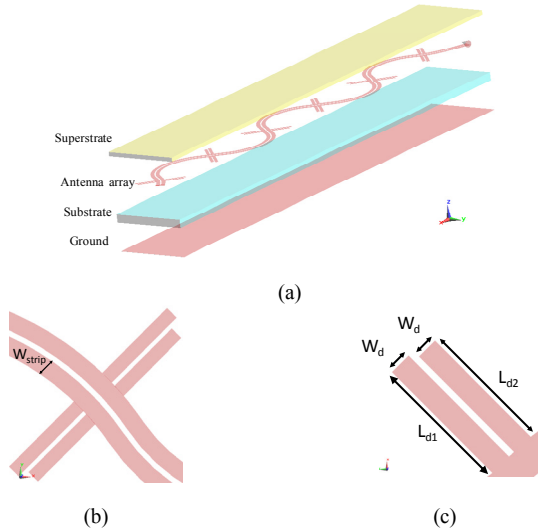 Superstrate
Antenna array
Substrate
Ground
z
x
y
(a)
W_strip
(b)
W_d
W_d
L_d2
L_d1
(c)